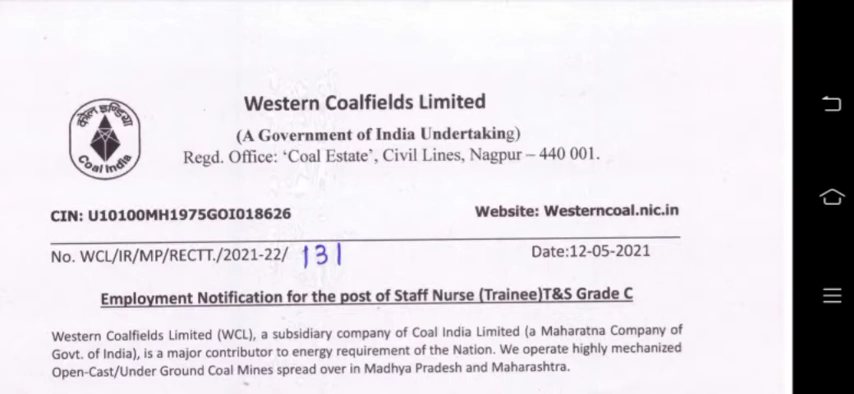 Western Coalfields Limited
(A Government of India Undertaking)
Regd. Office: ‘Coal Estate’, Civil Lines, Nagpur – 440 001.
कोल इण्डिया
Coal India
CIN: U10100MH1975GOI018626 Website: Westerncoal.nic.in
No. WCL/IR/MP/RECTT./2021-22/ 131 Date:12-05-2021
Employment Notification for the post of Staff Nurse (Trainee)T&S Grade C
Western Coalfields Limited (WCL), a subsidiary company of Coal India Limited (a Maharatna Company of
Govt. of India), is a major contributor to energy requirement of the Nation. We operate highly mechanized
Open-Cast/Under Ground Coal Mines spread over in Madhya Pradesh and Maharashtra.